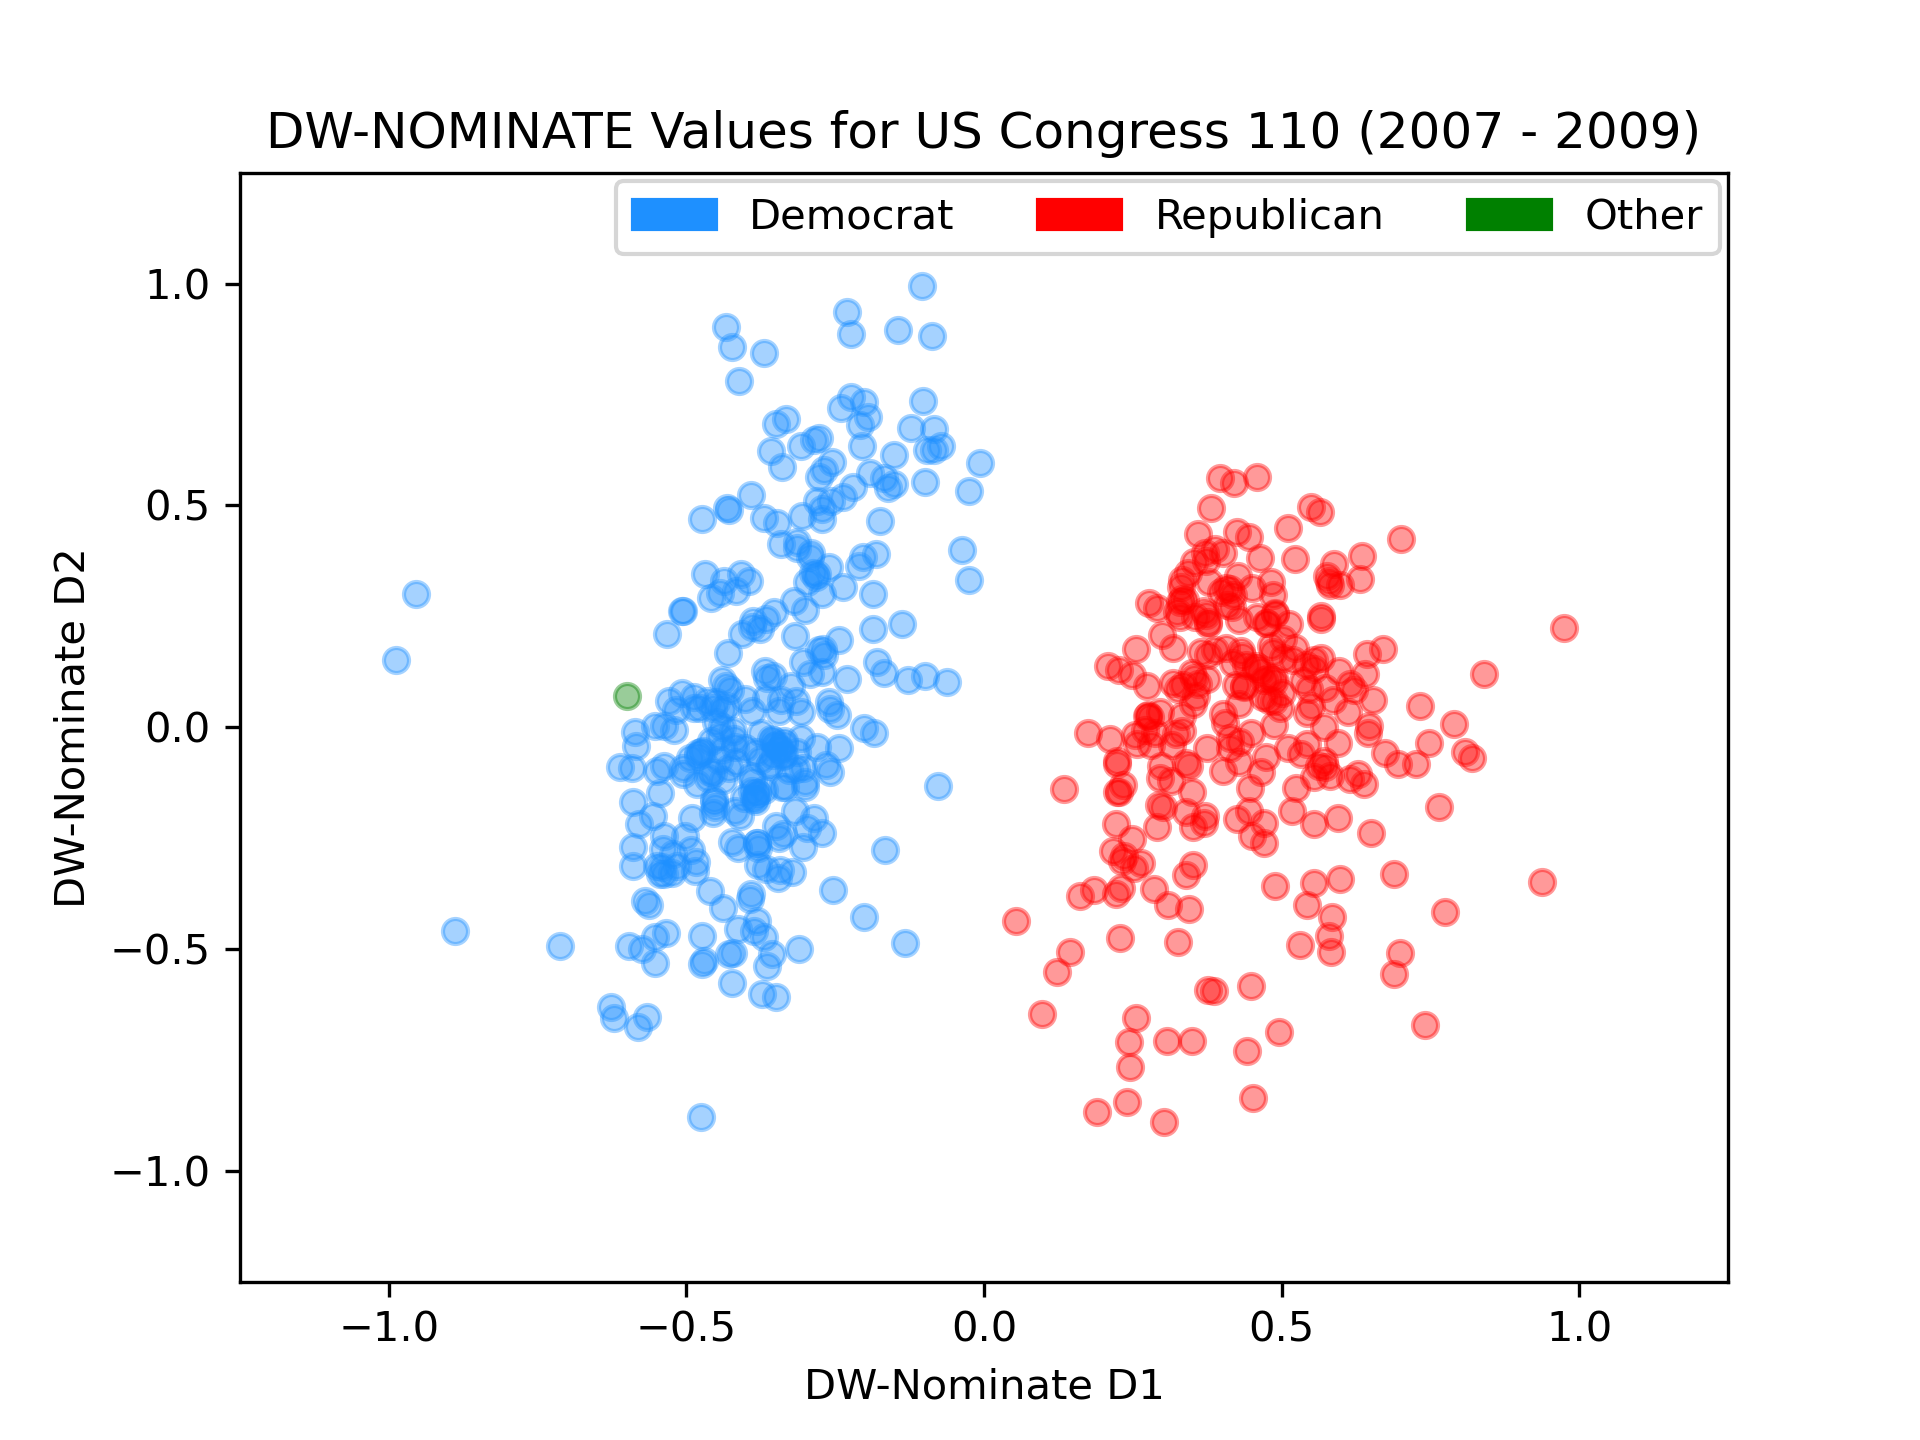 DW-NOMINATE Values for US Congress 110 (2007 - 2009)
Democrat Republican Other
1.0
0.5
0.0
−0.5
−1.0
DW-Nominate D2
−1.0 −0.5 0.0 0.5 1.0
DW-Nominate D1